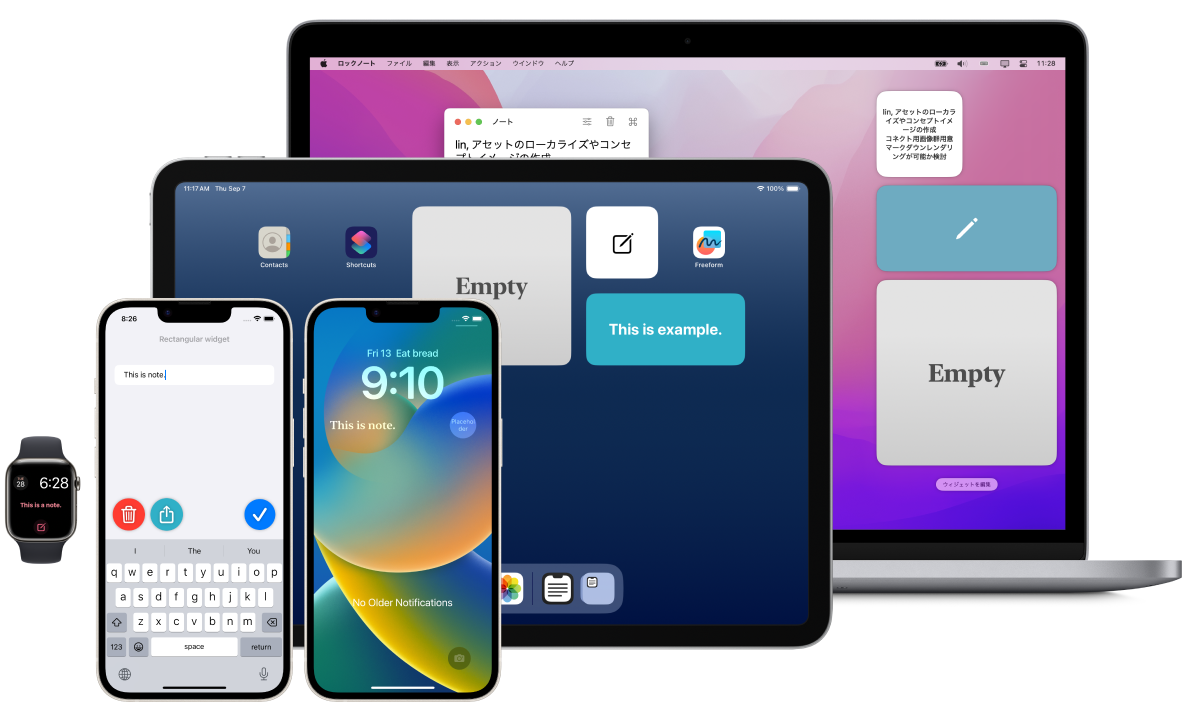 ロックノート ファイル 編集 表示 アクション ウインドウ ヘルプ
11:28
ノート
lin, アセットのローカライズやコンセ
プトイメージの作成
lin, アセットのローカラ
イズやコンセプトイメ
ージの作成
コネクト用画像群用意
マークダウンレンダリ
ングが可能か検討
Empty
ウィジェットを編集
11:17 AM Thu Sep 7
100%
Contacts
Shortcuts
Empty
Freeform
This is example.
8:26
Rectangular widget
This is note.
I The You
q w e r t y u i o p
a s d f g h j k l
z x c v b n m
123 space return
Fri 13 Eat bread
9:10
This is note.
Placehol
der
No Older Notifications
28
6:28
This is a note.